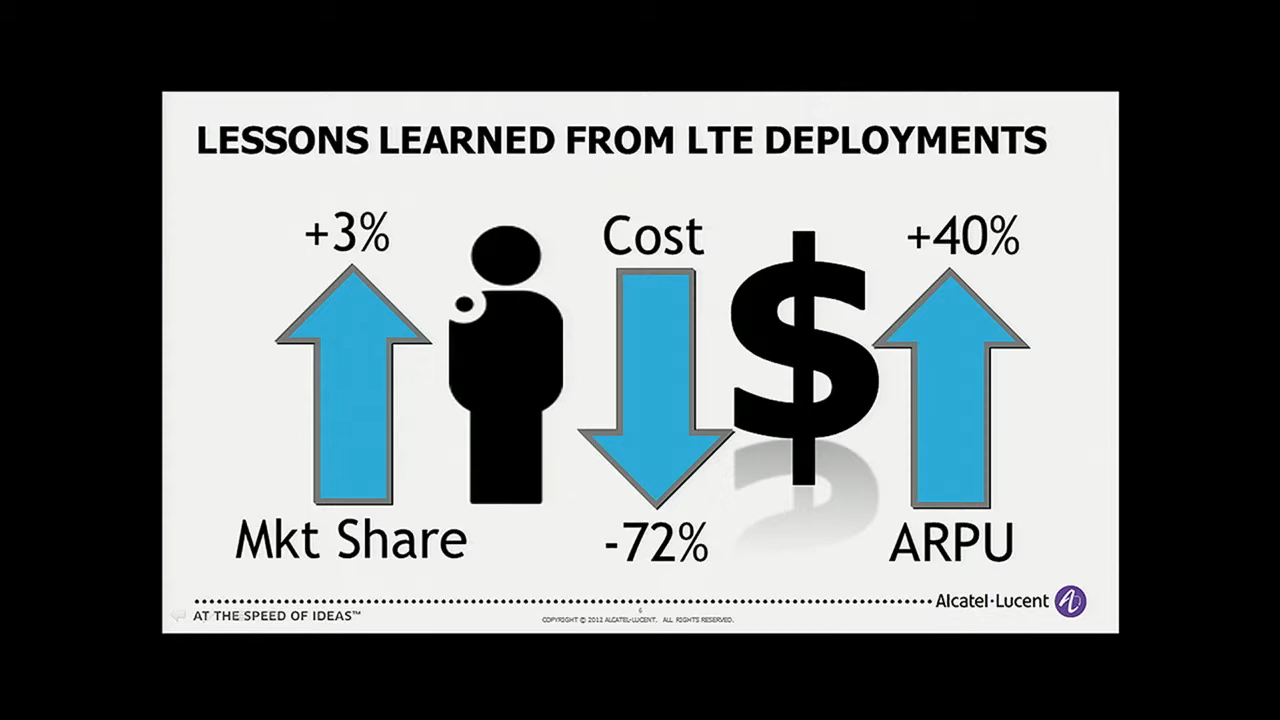 LESSONS LEARNED FROM LTE DEPLOYMENTS
+3%
Cost
+40%
$
Mkt Share
-72%
ARPU
Alcatel·Lucent
AT THE SPEED OF IDEAS™
6
COPYRIGHT © 2012 ALCATEL-LUCENT. ALL RIGHTS RESERVED.